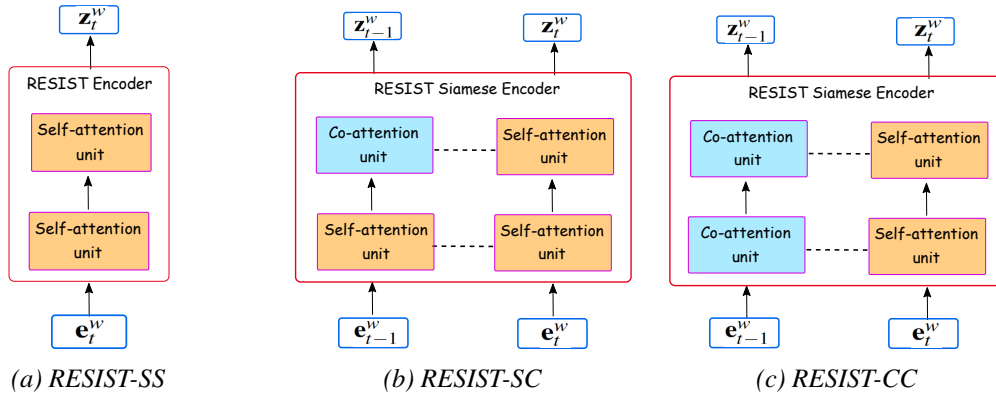 z_t^w
RESIST Encoder
Self-attention
unit
Self-attention
unit
e_t^w
(a) RESIST-SS
z_{t-1}^w z_t^w
RESIST Siamese Encoder
Co-attention
unit
Self-attention
unit
Self-attention
unit
Self-attention
unit
e_{t-1}^w e_t^w
(b) RESIST-SC
z_{t-1}^w z_t^w
RESIST Siamese Encoder
Co-attention
unit
Self-attention
unit
Co-attention
unit
Self-attention
unit
e_{t-1}^w e_t^w
(c) RESIST-CC